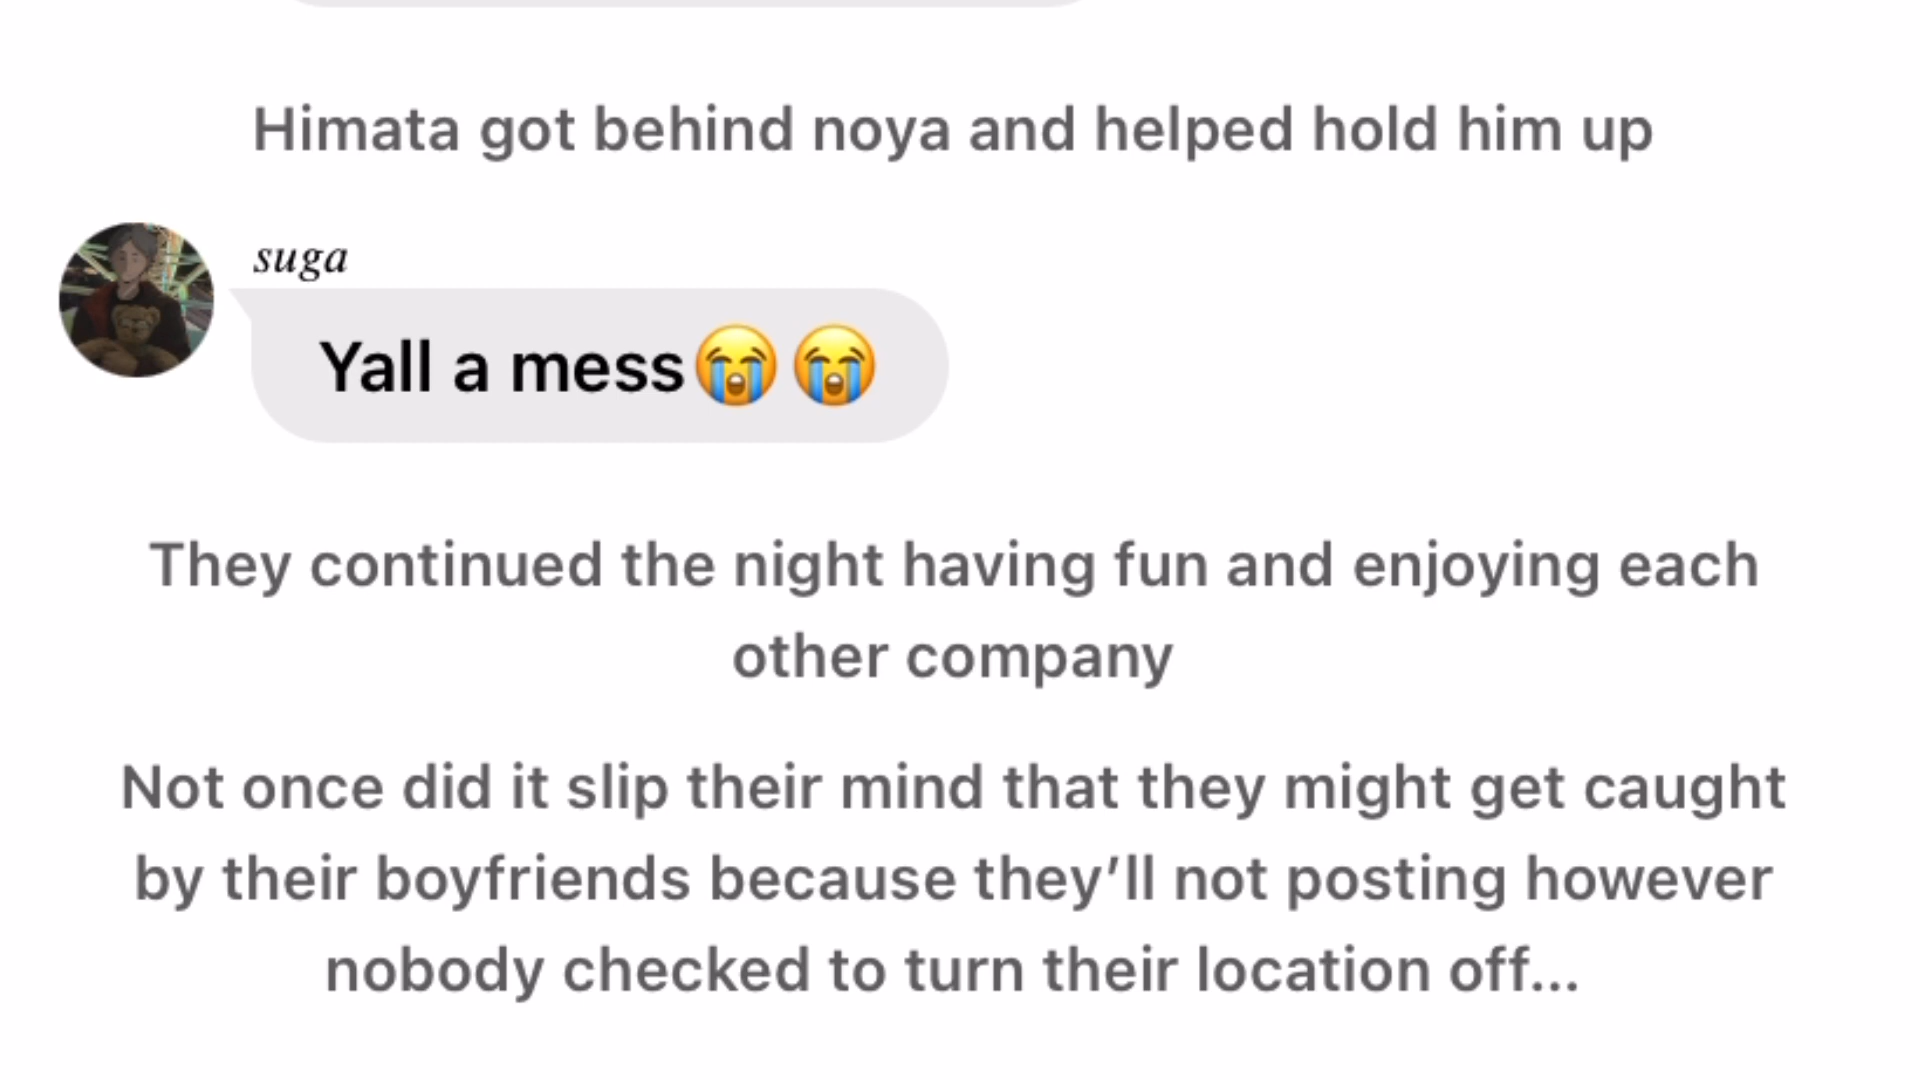 Himata got behind noya and helped hold him up
suga
Yall a mess😭😭
They continued the night having fun and enjoying each
other company
Not once did it slip their mind that they might get caught
by their boyfriends because they’ll not posting however
nobody checked to turn their location off...